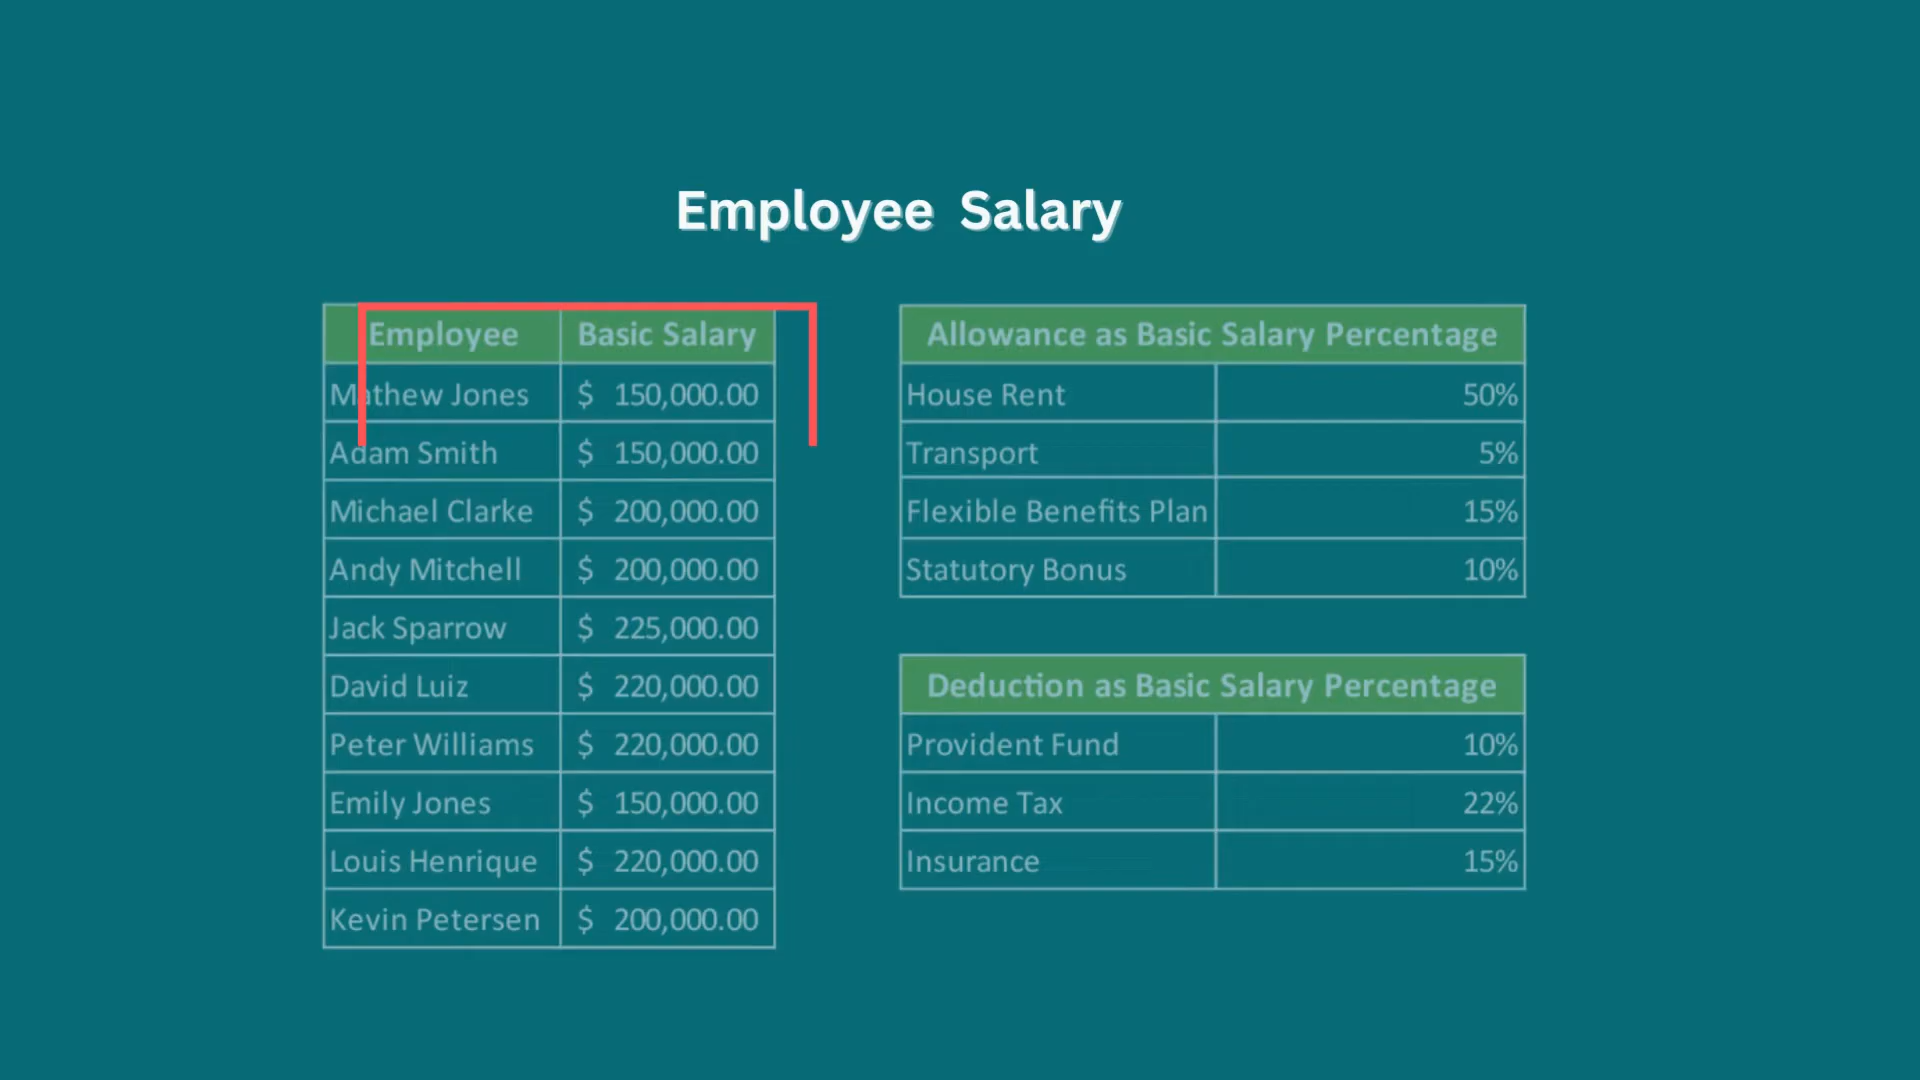 Employee Salary
Employee Basic Salary
Mathew Jones $ 150,000.00
Adam Smith $ 150,000.00
Michael Clarke $ 200,000.00
Andy Mitchell $ 200,000.00
Jack Sparrow $ 225,000.00
David Luiz $ 220,000.00
Peter Williams $ 220,000.00
Emily Jones $ 150,000.00
Louis Henrique $ 220,000.00
Kevin Petersen $ 200,000.00
Allowance as Basic Salary Percentage
House Rent 50%
Transport 5%
Flexible Benefits Plan 15%
Statutory Bonus 10%
Deduction as Basic Salary Percentage
Provident Fund 10%
Income Tax 22%
Insurance 15%